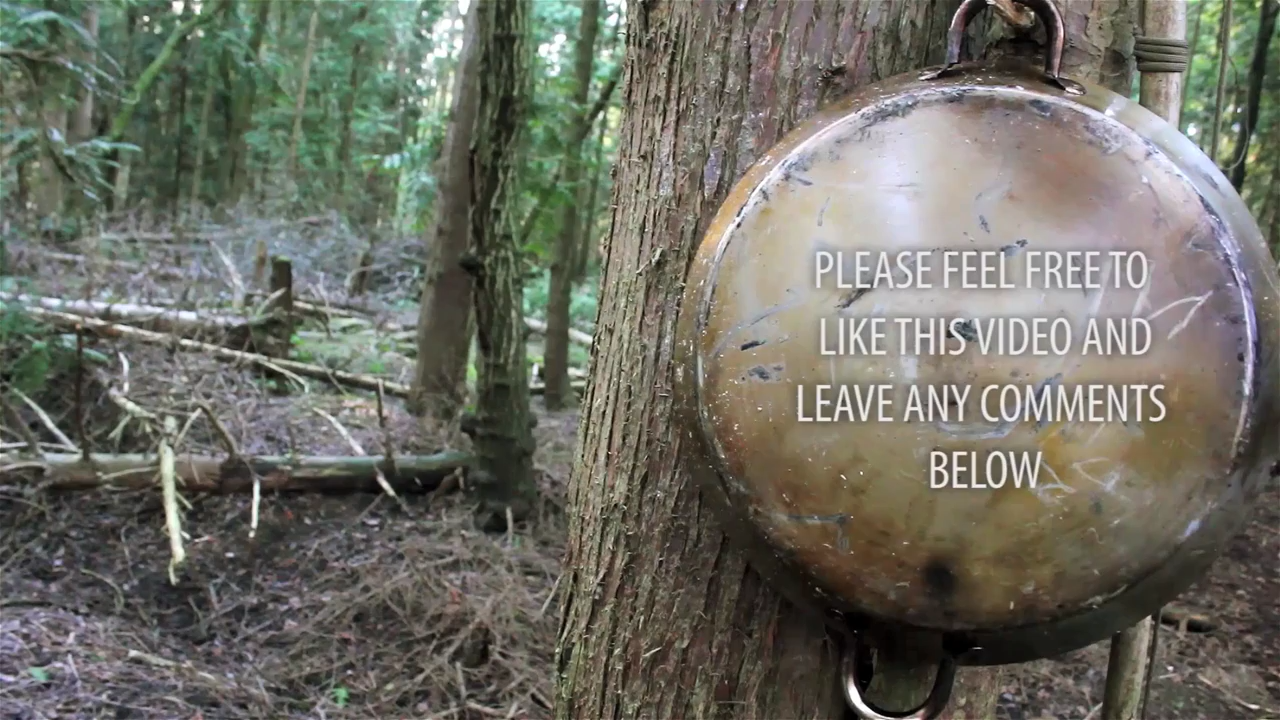 PLEASE FEEL FREE TO
LIKE THIS VIDEO AND
LEAVE ANY COMMENTS
BELOW